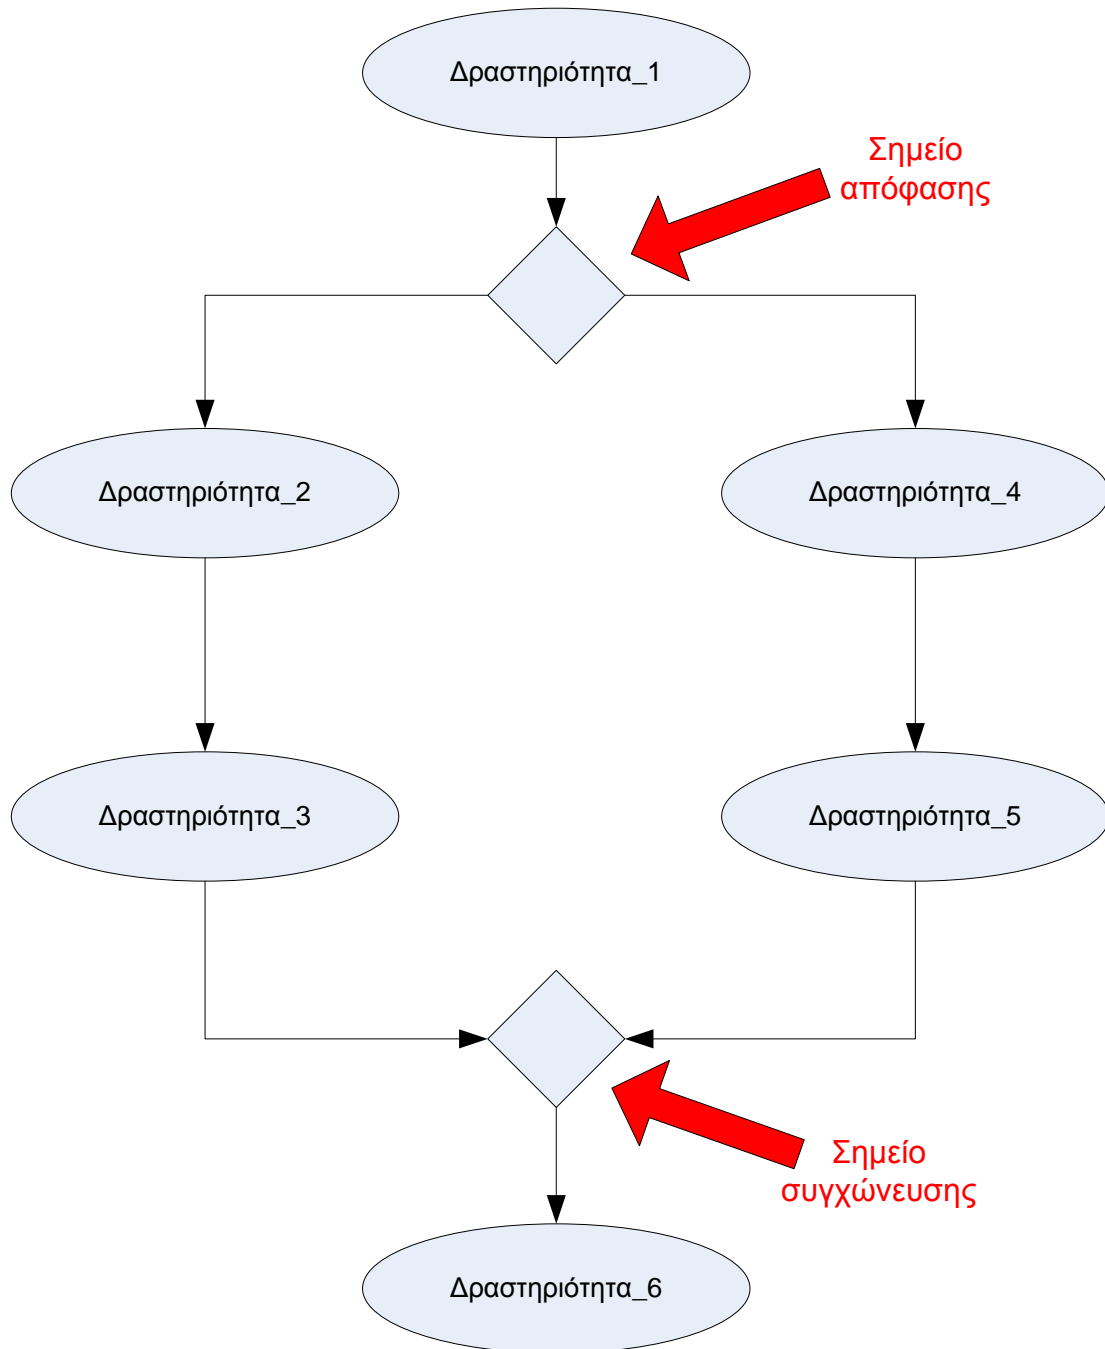 Δραστηριότητα_1
Σημείο
απόφασης
Δραστηριότητα_2
Δραστηριότητα_4
Δραστηριότητα_3
Δραστηριότητα_5
Σημείο
συγχώνευσης
Δραστηριότητα_6